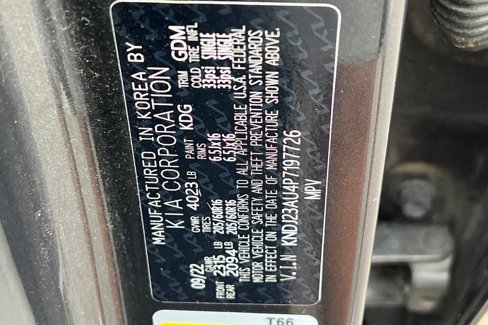 MANUFACTURED IN KOREA BY
KIA CORPORATION
09/22 GVWR 4023 LB PAINT KDG TRIM GDM
GAWR TIRES RIMS COLD TIRE INFL
FRONT 2315 LB 205/60R16 6.5Jx16 33psi SINGLE
REAR 2094 LB 205/60R16 6.5Jx16 33psi SINGLE
THIS VEHICLE CONFORMS TO ALL APPLICABLE U.S.A. FEDERAL
MOTOR VEHICLE SAFETY AND THEFT PREVENTION STANDARDS
IN EFFECT ON THE DATE OF MANUFACTURE SHOWN ABOVE.
V.I.N KNDJ23AU4P7197726
MPV
T66